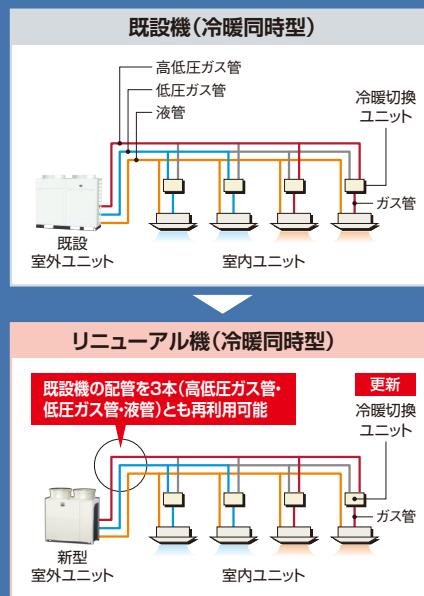 既設機（冷暖同時型）
高低圧ガス管
低圧ガス管
液管
冷暖切換
ユニット
ガス管
既設
室外ユニット
室内ユニット
リニューアル機（冷暖同時型）
既設機の配管を3本（高低圧ガス管・
低圧ガス管・液管）とも再利用可能
更新
冷暖切換
ユニット
ガス管
新型
室外ユニット
室内ユニット